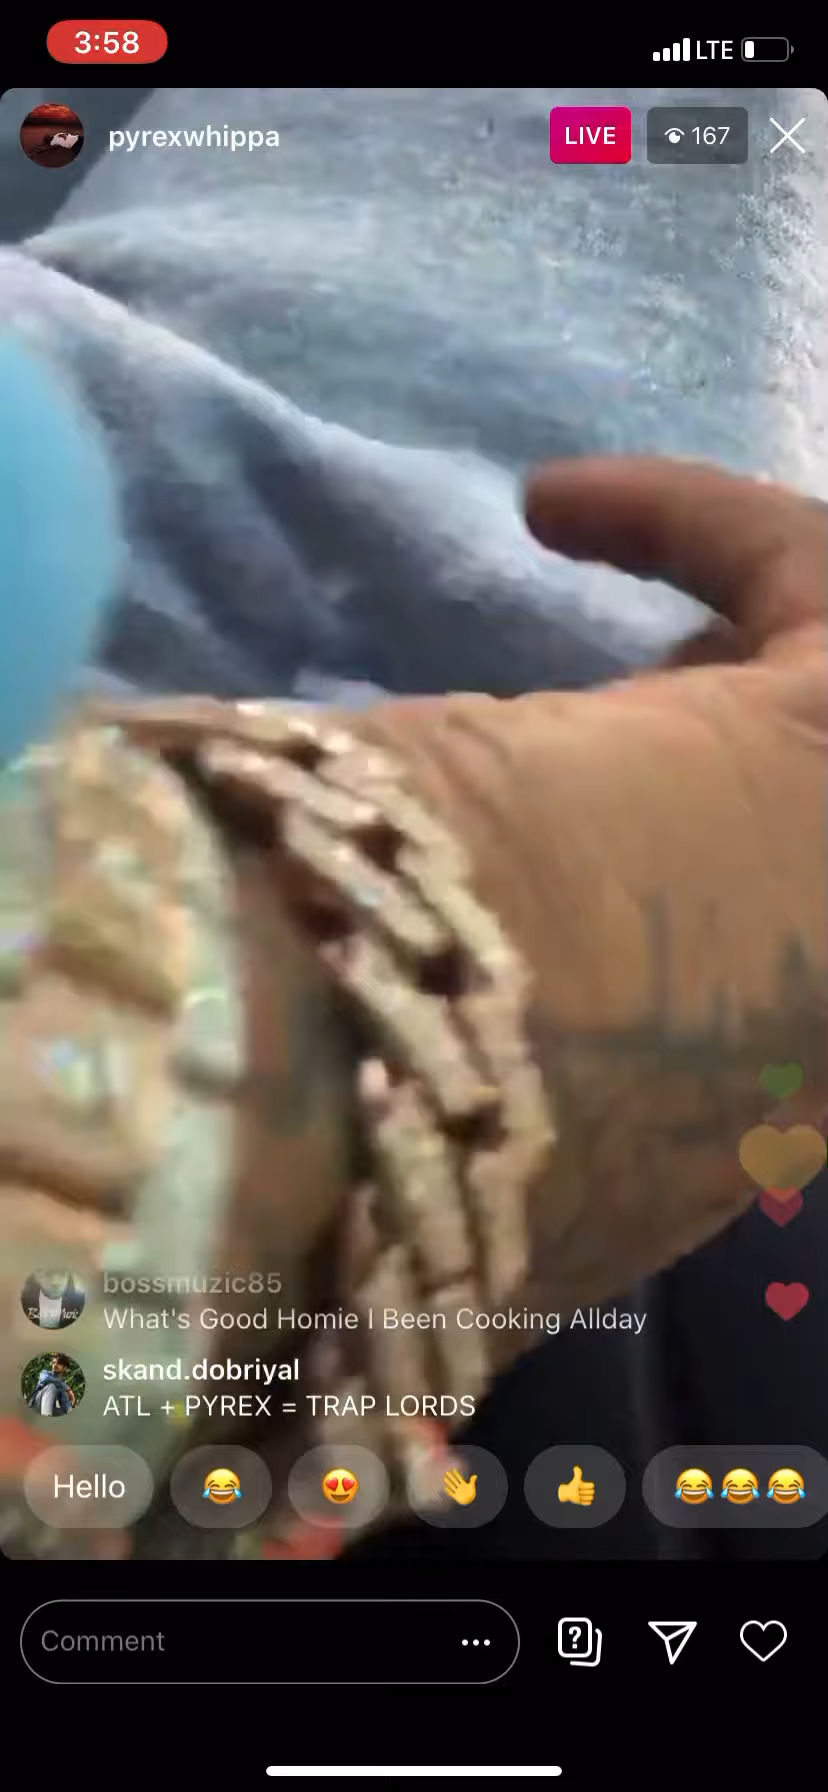 3:58
LTE
pyrexwhippa
LIVE
167
bossmuzic85
What's Good Homie I Been Cooking Allday
skand.dobriyal
ATL + PYREX = TRAP LORDS
Hello
Comment